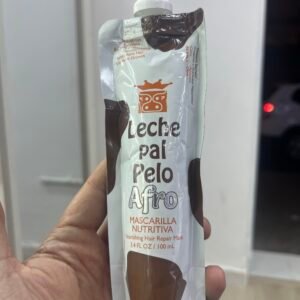 Leche
pal
Pelo
Afro
MASCARILLA
NUTRITIVA
Nourishing Hair Repair Mask
3.4 FL OZ / 100 mL